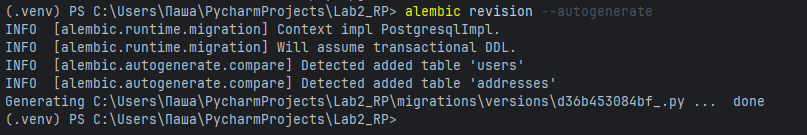 (.venv) PS C:\Users\Паша\PycharmProjects\Lab2_RP> alembic revision --autogenerate
INFO  [alembic.runtime.migration] Context impl PostgresqlImpl.
INFO  [alembic.runtime.migration] Will assume transactional DDL.
INFO  [alembic.autogenerate.compare] Detected added table 'users'
INFO  [alembic.autogenerate.compare] Detected added table 'addresses'
Generating C:\Users\Паша\PycharmProjects\Lab2_RP\migrations\versions\d36b453084bf_.py ...  done
(.venv) PS C:\Users\Паша\PycharmProjects\Lab2_RP>